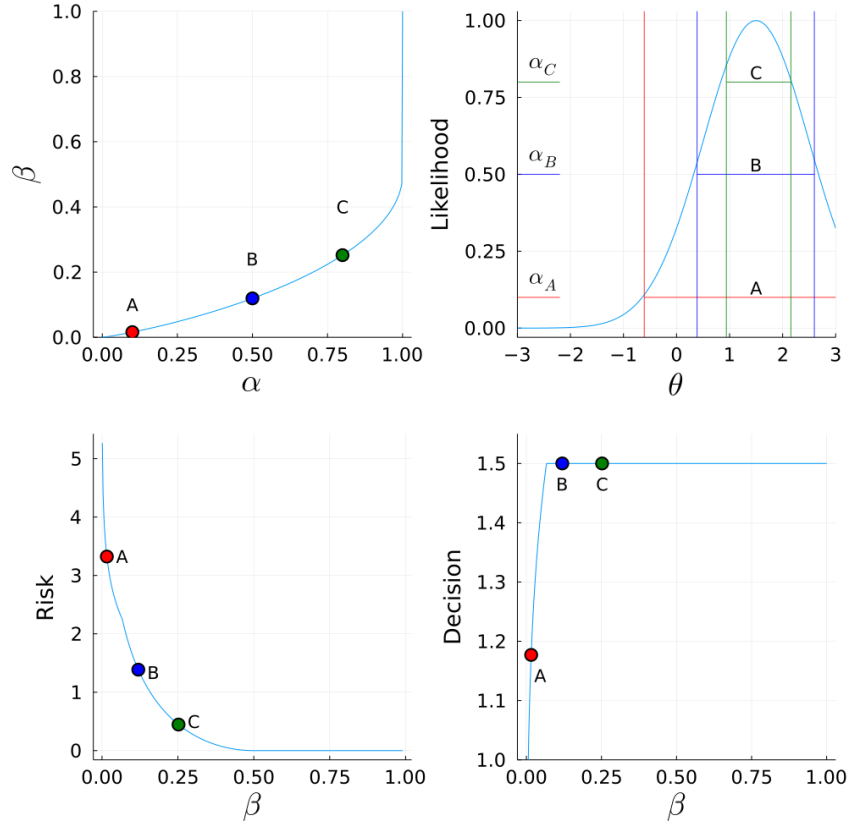 1.0
0.8
0.6
0.4
0.2
0.0
β
A
B
C
0.00 0.25 0.50 0.75 1.00
α
1.00
0.75
0.50
0.25
0.00
Likelihood
α_C
α_B
α_A
C
B
A
−3 −2 −1 0 1 2 3
θ
5
4
3
2
1
0
Risk
A
B
C
0.00 0.25 0.50 0.75 1.00
β
1.5
1.4
1.3
1.2
1.1
1.0
Decision
B C
A
0.00 0.25 0.50 0.75 1.00
β